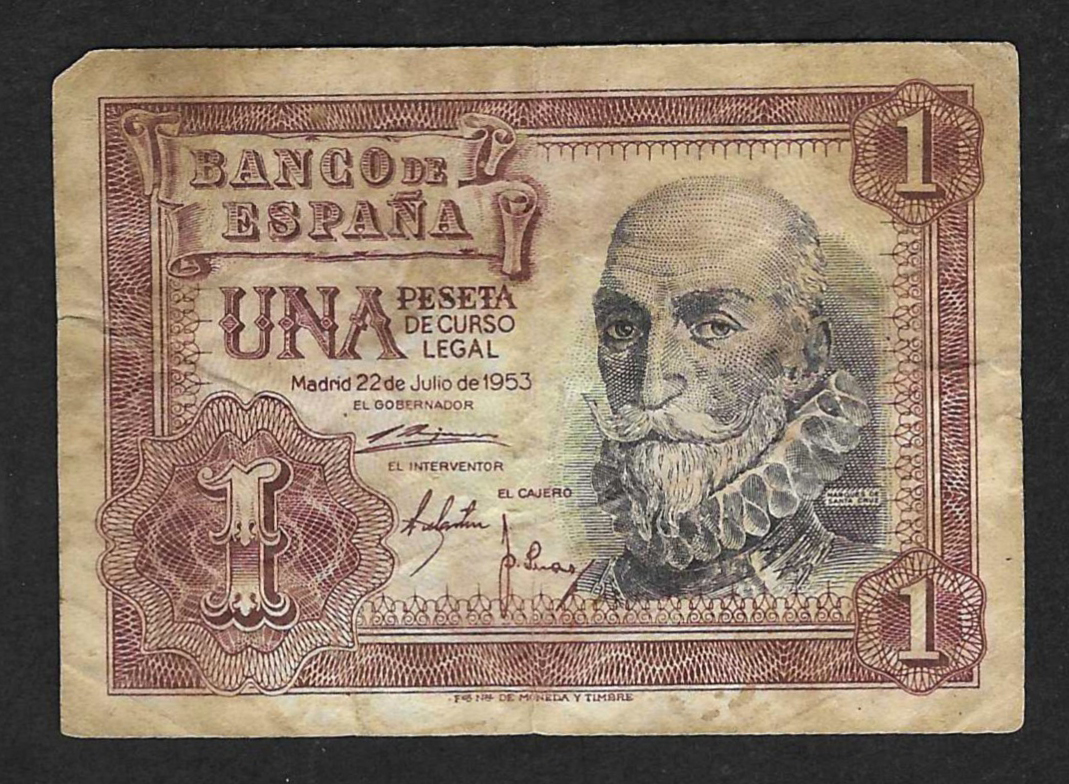 BANCO DE
ESPAÑA
1
UNA PESETA
DE CURSO
LEGAL
Madrid 22 de Julio de 1953
EL GOBERNADOR
EL INTERVENTOR
EL CAJERO
MARQUES DE
SANTA CRUZ
1
1
DE MONEDA Y TIMBRE